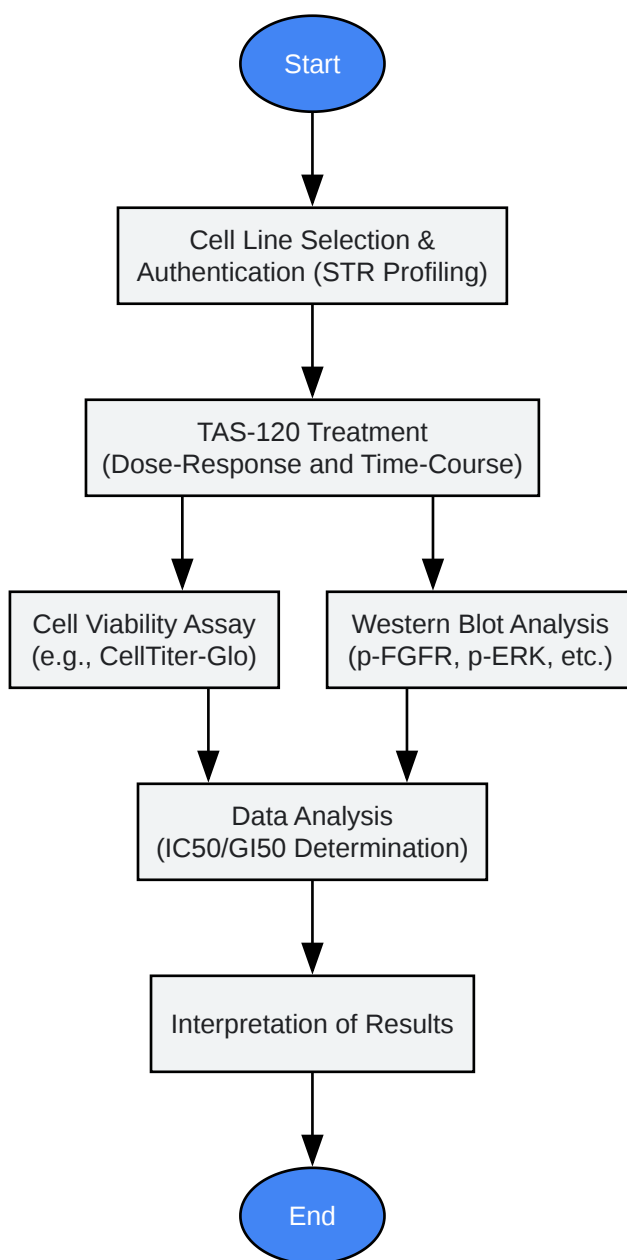 Start
Cell Line Selection &
Authentication (STR Profiling)
TAS-120 Treatment
(Dose-Response and Time-Course)
Cell Viability Assay
(e.g., CellTiter-Glo)
Western Blot Analysis
(p-FGFR, p-ERK, etc.)
Data Analysis
(IC50/GI50 Determination)
Interpretation of Results
End